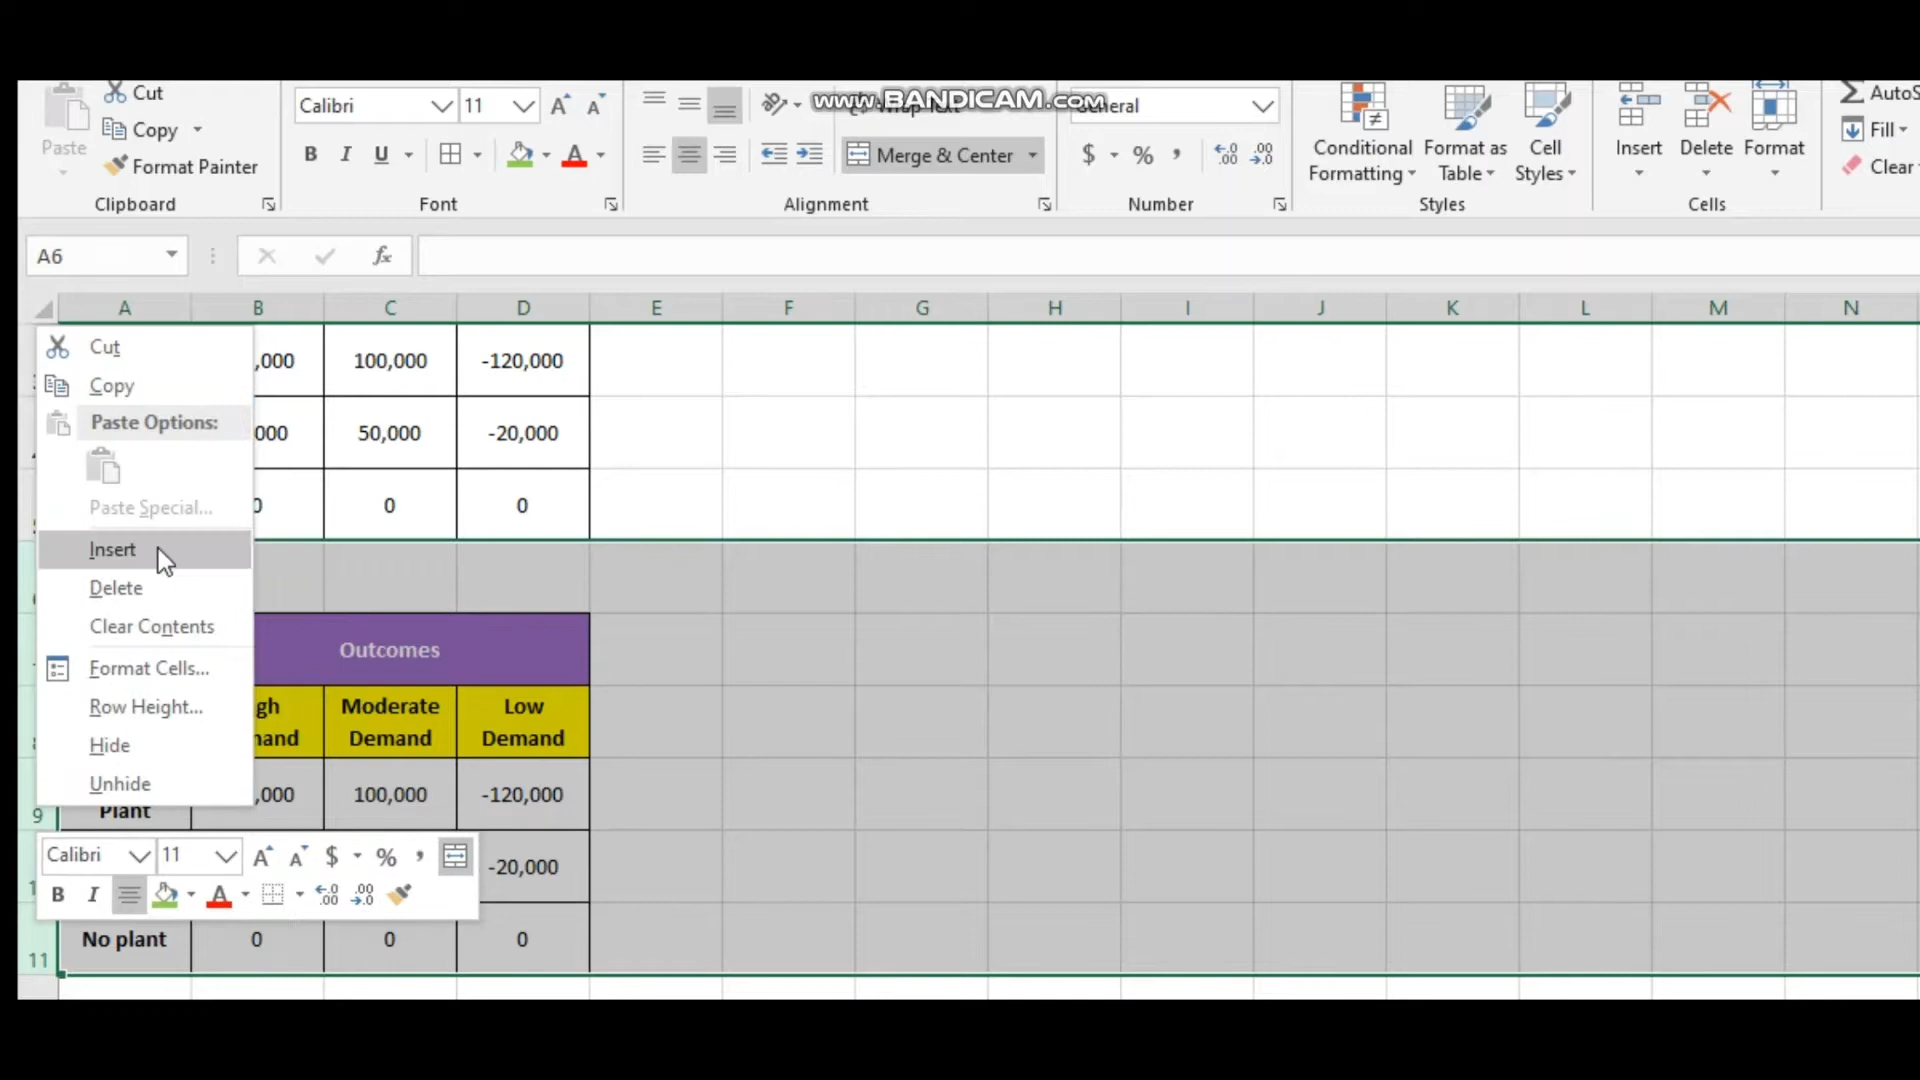 Cut
Copy
Format Painter
Paste
Clipboard
Calibri
11
B I U
Font
www.BANDICAM.com
Merge & Center
Alignment
General
$ % ,
Number
Conditional Formatting
Format as Table
Cell Styles
Styles
Insert
Delete
Format
Cells
AutoS
Fill
Clear
A6
fx
A B C D E F G H I J K L M N
Cut
Copy
Paste Options:
Paste Special...
Insert
Delete
Clear Contents
Format Cells...
Row Height...
Hide
Unhide
,000 100,000 -120,000
000 50,000 -20,000
0 0 0
Outcomes
gh
nand
Moderate
Demand
Low
Demand
9
Plant
,000 100,000 -120,000
Calibri 11 $ % ,
B I
-20,000
11
No plant 0 0 0